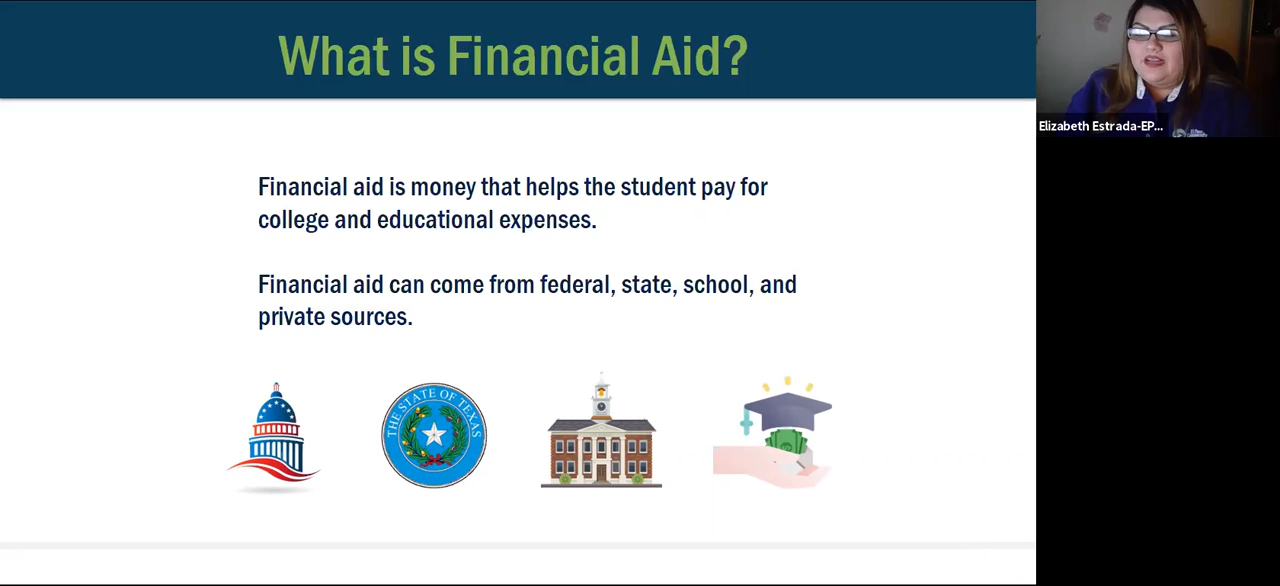 What is Financial Aid?
Elizabeth Estrada-EP...
Financial aid is money that helps the student pay for
college and educational expenses.
Financial aid can come from federal, state, school, and
private sources.
THE STATE OF TEXAS